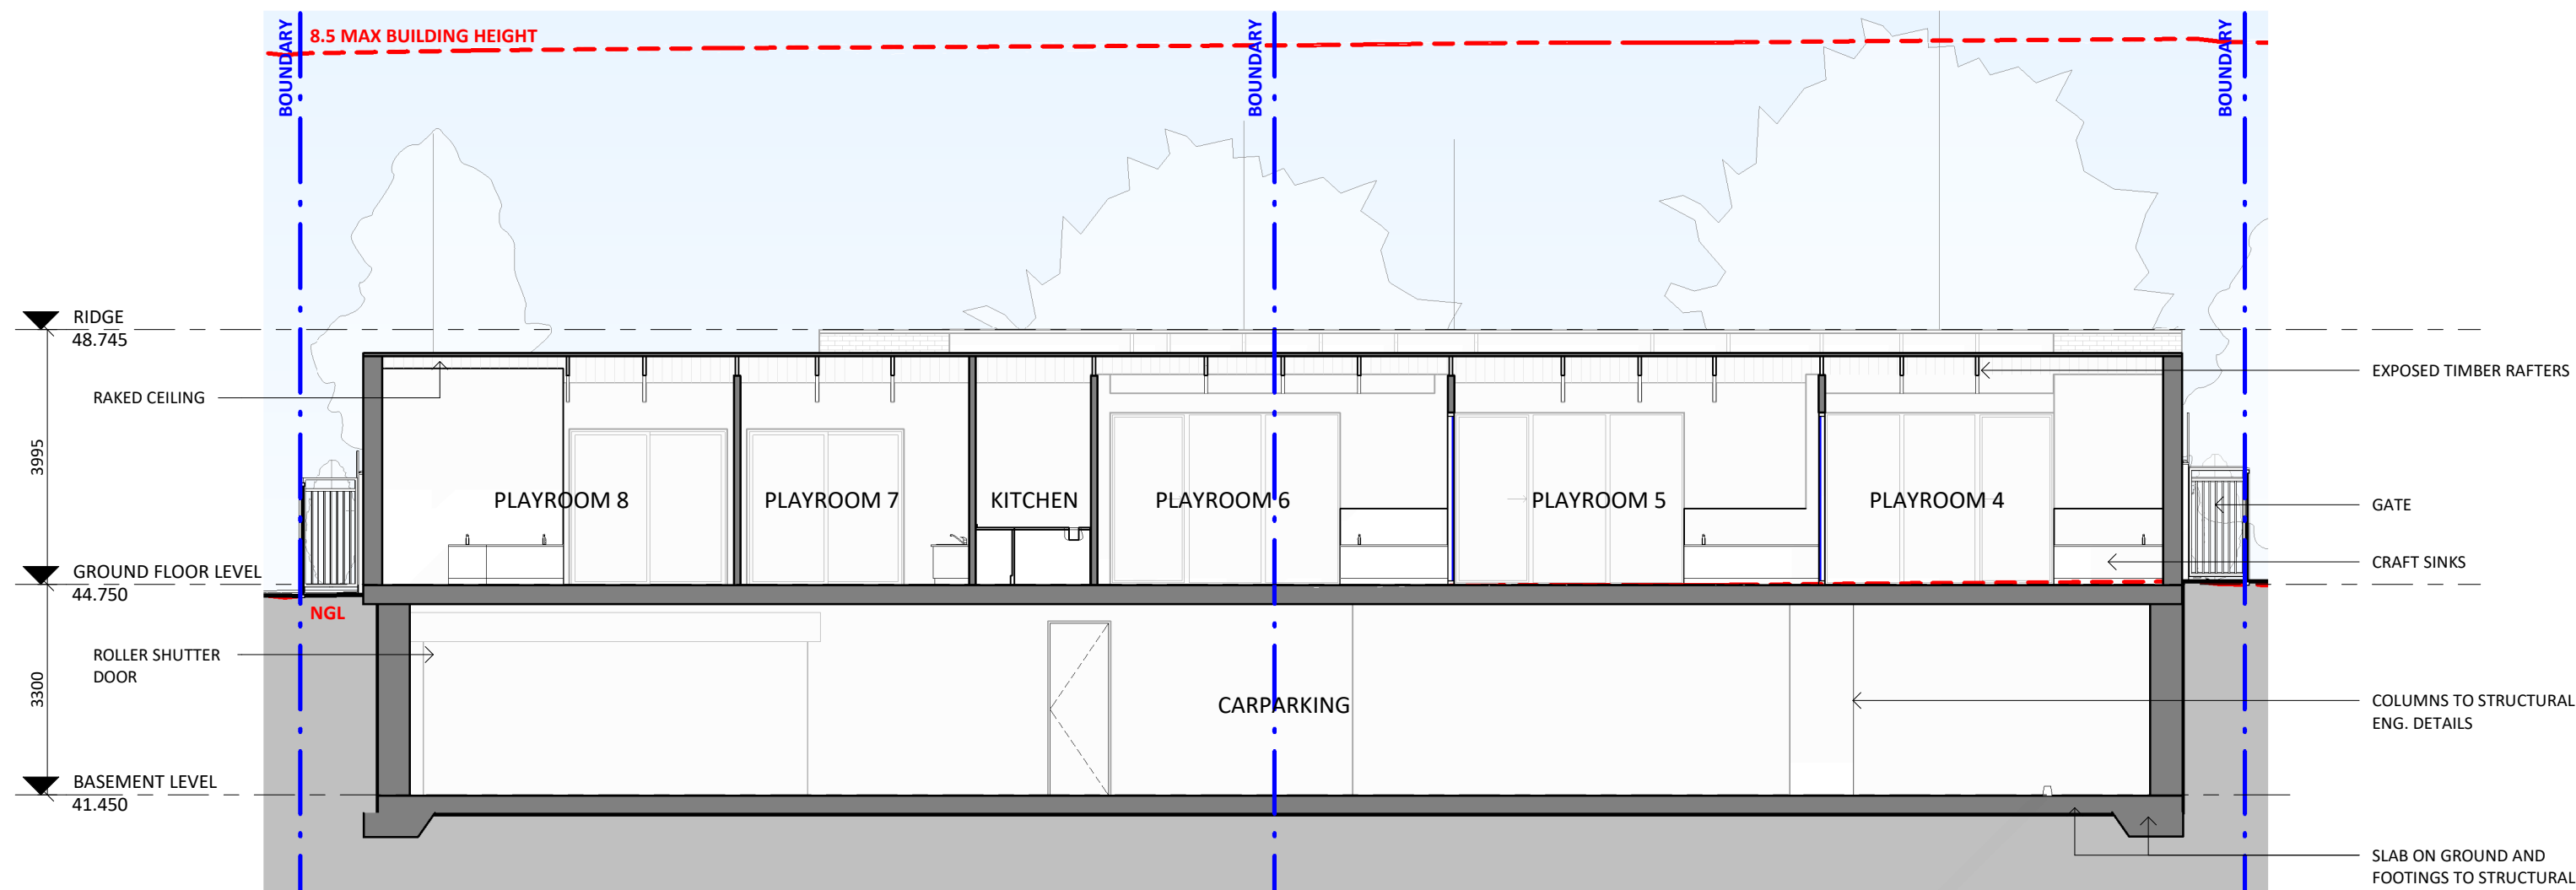 8.5 MAX BUILDING HEIGHT
BOUNDARY
BOUNDARY
BOUNDARY
RIDGE
48.745
RAKED CEILING
EXPOSED TIMBER RAFTERS
3995
PLAYROOM 8
PLAYROOM 7
KITCHEN
PLAYROOM 6
PLAYROOM 5
PLAYROOM 4
GATE
CRAFT SINKS
GROUND FLOOR LEVEL
44.750
NGL
ROLLER SHUTTER
DOOR
3300
CARPARKING
COLUMNS TO STRUCTURAL
ENG. DETAILS
BASEMENT LEVEL
41.450
SLAB ON GROUND AND
FOOTINGS TO STRUCTURAL